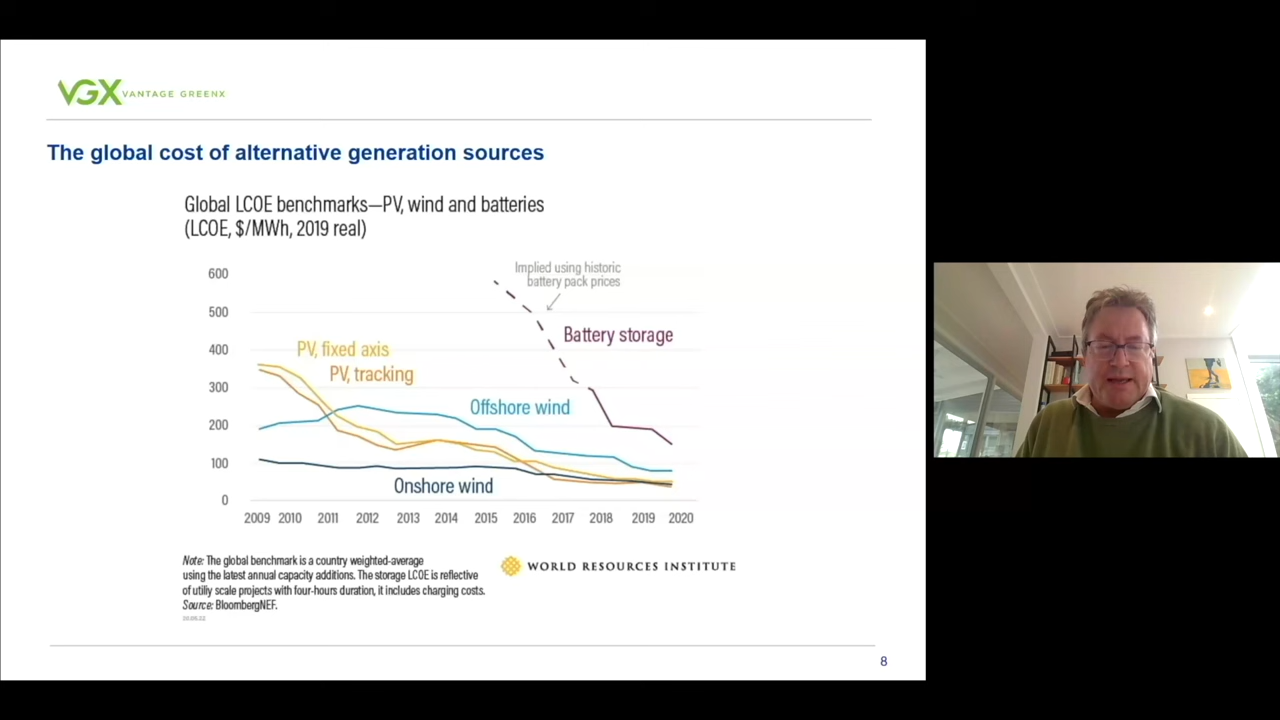 VGX VANTAGE GREENX
The global cost of alternative generation sources
Global LCOE benchmarks—PV, wind and batteries
(LCOE, $/MWh, 2019 real)
600
500
400
300
200
100
0
Implied using historic
battery pack prices
Battery storage
PV, fixed axis
PV, tracking
Offshore wind
Onshore wind
2009 2010 2011 2012 2013 2014 2015 2016 2017 2018 2019 2020
Note: The global benchmark is a country weighted-average
using the latest annual capacity additions. The storage LCOE is reflective
of utiliy scale projects with four-hours duration, it includes charging costs.
Source: BloombergNEF.
WORLD RESOURCES INSTITUTE
8